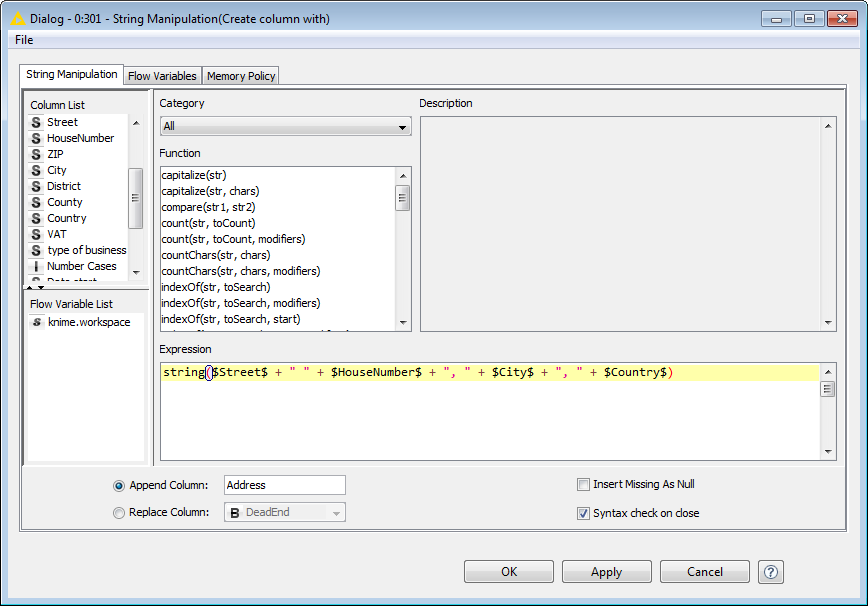 Dialog - 0:301 - String Manipulation(Create column with)
File
String Manipulation
Flow Variables
Memory Policy
Column List
S Street
S HouseNumber
S ZIP
S City
S District
S County
S Country
S VAT
S type of business
I Number Cases
Flow Variable List
s knime.workspace
Category
All
Function
capitalize(str)
capitalize(str, chars)
compare(str1, str2)
count(str, toCount)
count(str, toCount, modifiers)
countChars(str, chars)
countChars(str, chars, modifiers)
indexOf(str, toSearch)
indexOf(str, toSearch, modifiers)
indexOf(str, toSearch, start)
Description
Expression
string($Street$ + " " + $HouseNumber$ + ", " + $City$ + ", " + $Country$)
Append Column: Address
Replace Column: B DeadEnd
Insert Missing As Null
Syntax check on close
OK
Apply
Cancel
?